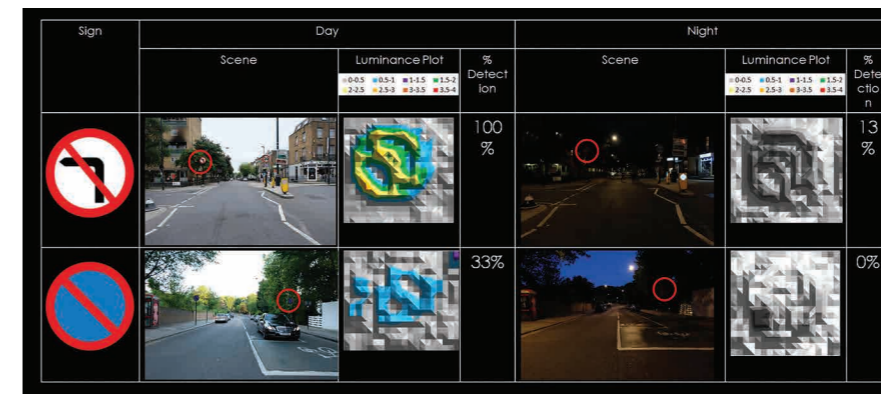 Sign
Day
Night
Scene
Luminance Plot
%
Detect
ion
Scene
Luminance Plot
%
Dete
ctio
n
0-0.5 0.5-1 1-1.5 1.5-2
2-2.5 2.5-3 3-3.5 3.5-4
0-0.5 0.5-1 1-1.5 1.5-2
2-2.5 2.5-3 3-3.5 3.5-4
100
%
13
%
33%
0%